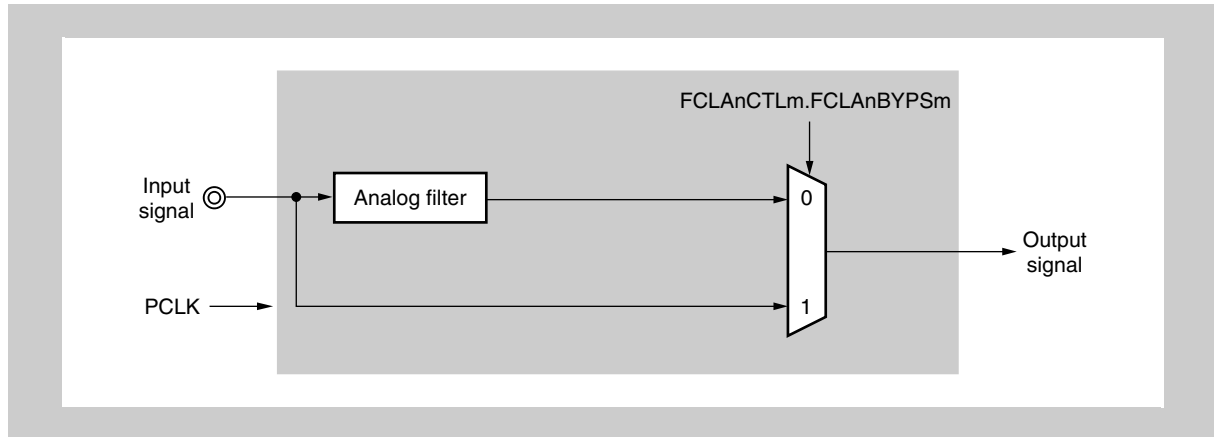 FCLAnCTLm.FCLAnBYPSm
Input
signal
Analog filter
0
Output
signal
PCLK
1